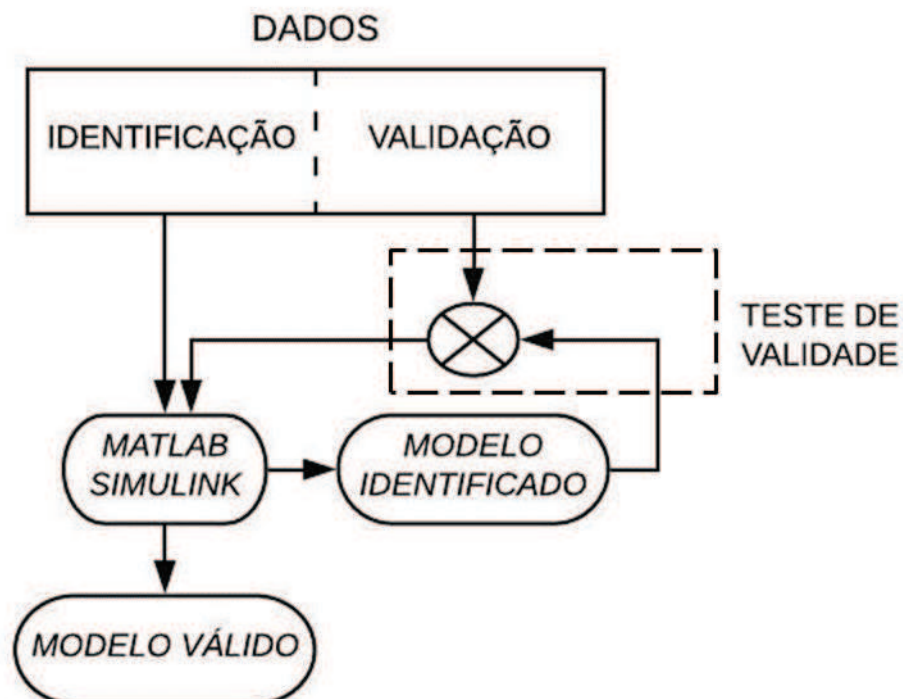 DADOS
IDENTIFICAÇÃO
VALIDAÇÃO
TESTE DE
VALIDADE
MATLAB
SIMULINK
MODELO
IDENTIFICADO
MODELO VÁLIDO